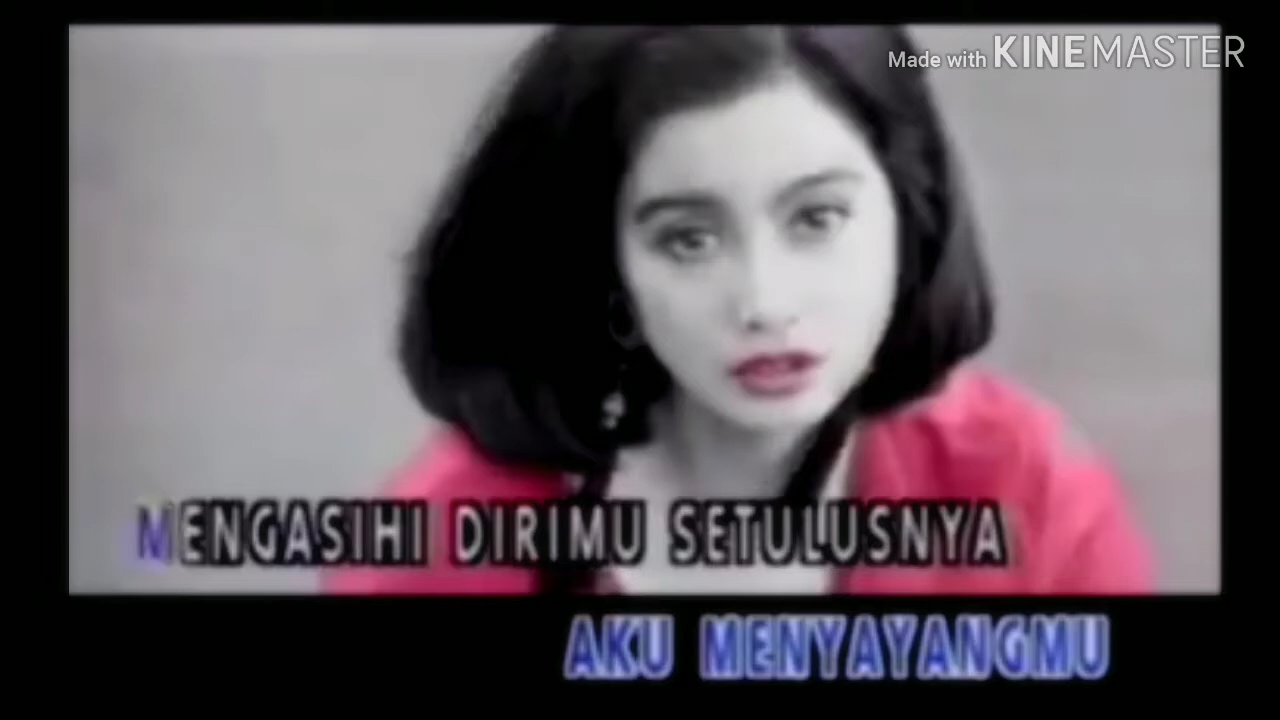 Made with KINEMASTER
MENGASIHI DIRIMU SETULUSNYA
AKU MENYAYANGMU